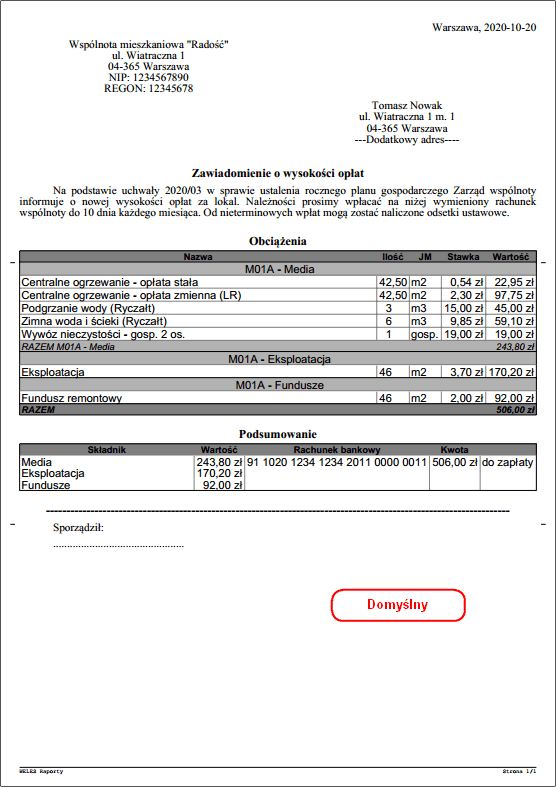 Warszawa, 2020-10-20
Wspólnota mieszkaniowa "Radość"
ul. Wiatraczna 1
04-365 Warszawa
NIP: 1234567890
REGON: 12345678
Tomasz Nowak
ul. Wiatraczna 1 m. 1
04-365 Warszawa
---Dodatkowy adres----
Zawiadomienie o wysokości opłat
Na podstawie uchwały 2020/03 w sprawie ustalenia rocznego planu gospodarczego Zarząd wspólnoty
informuje o nowej wysokości opłat za lokal. Należności prosimy wpłacać na niżej wymieniony rachunek
wspólnoty do 10 dnia każdego miesiąca. Od nieterminowych wpłat mogą zostać naliczone odsetki ustawowe.
Obciążenia
Nazwa Ilość JM Stawka Wartość
M01A - Media
Centralne ogrzewanie - opłata stała 42,50 m2 0,54 zł 22,95 zł
Centralne ogrzewanie - opłata zmienna (LR) 42,50 m2 2,30 zł 97,75 zł
Podgrzanie wody (Ryczałt) 3 m3 15,00 zł 45,00 zł
Zimna woda i ścieki (Ryczałt) 6 m3 9,85 zł 59,10 zł
Wywóz nieczystości - gosp. 2 os. 1 gosp. 19,00 zł 19,00 zł
RAZEM M01A - Media 243,80 zł
M01A - Eksploatacja
Eksploatacja 46 m2 3,70 zł 170,20 zł
M01A - Fundusze
Fundusz remontowy 46 m2 2,00 zł 92,00 zł
RAZEM 506,00 zł
Podsumowanie
Składnik Wartość Rachunek bankowy Kwota
Media 243,80 zł 91 1020 1234 1234 2011 0000 0011 506,00 zł do zapłaty
Eksploatacja 170,20 zł
Fundusze 92,00 zł
Sporządził:
Domyślny
WELES Raporty Strona 1/1